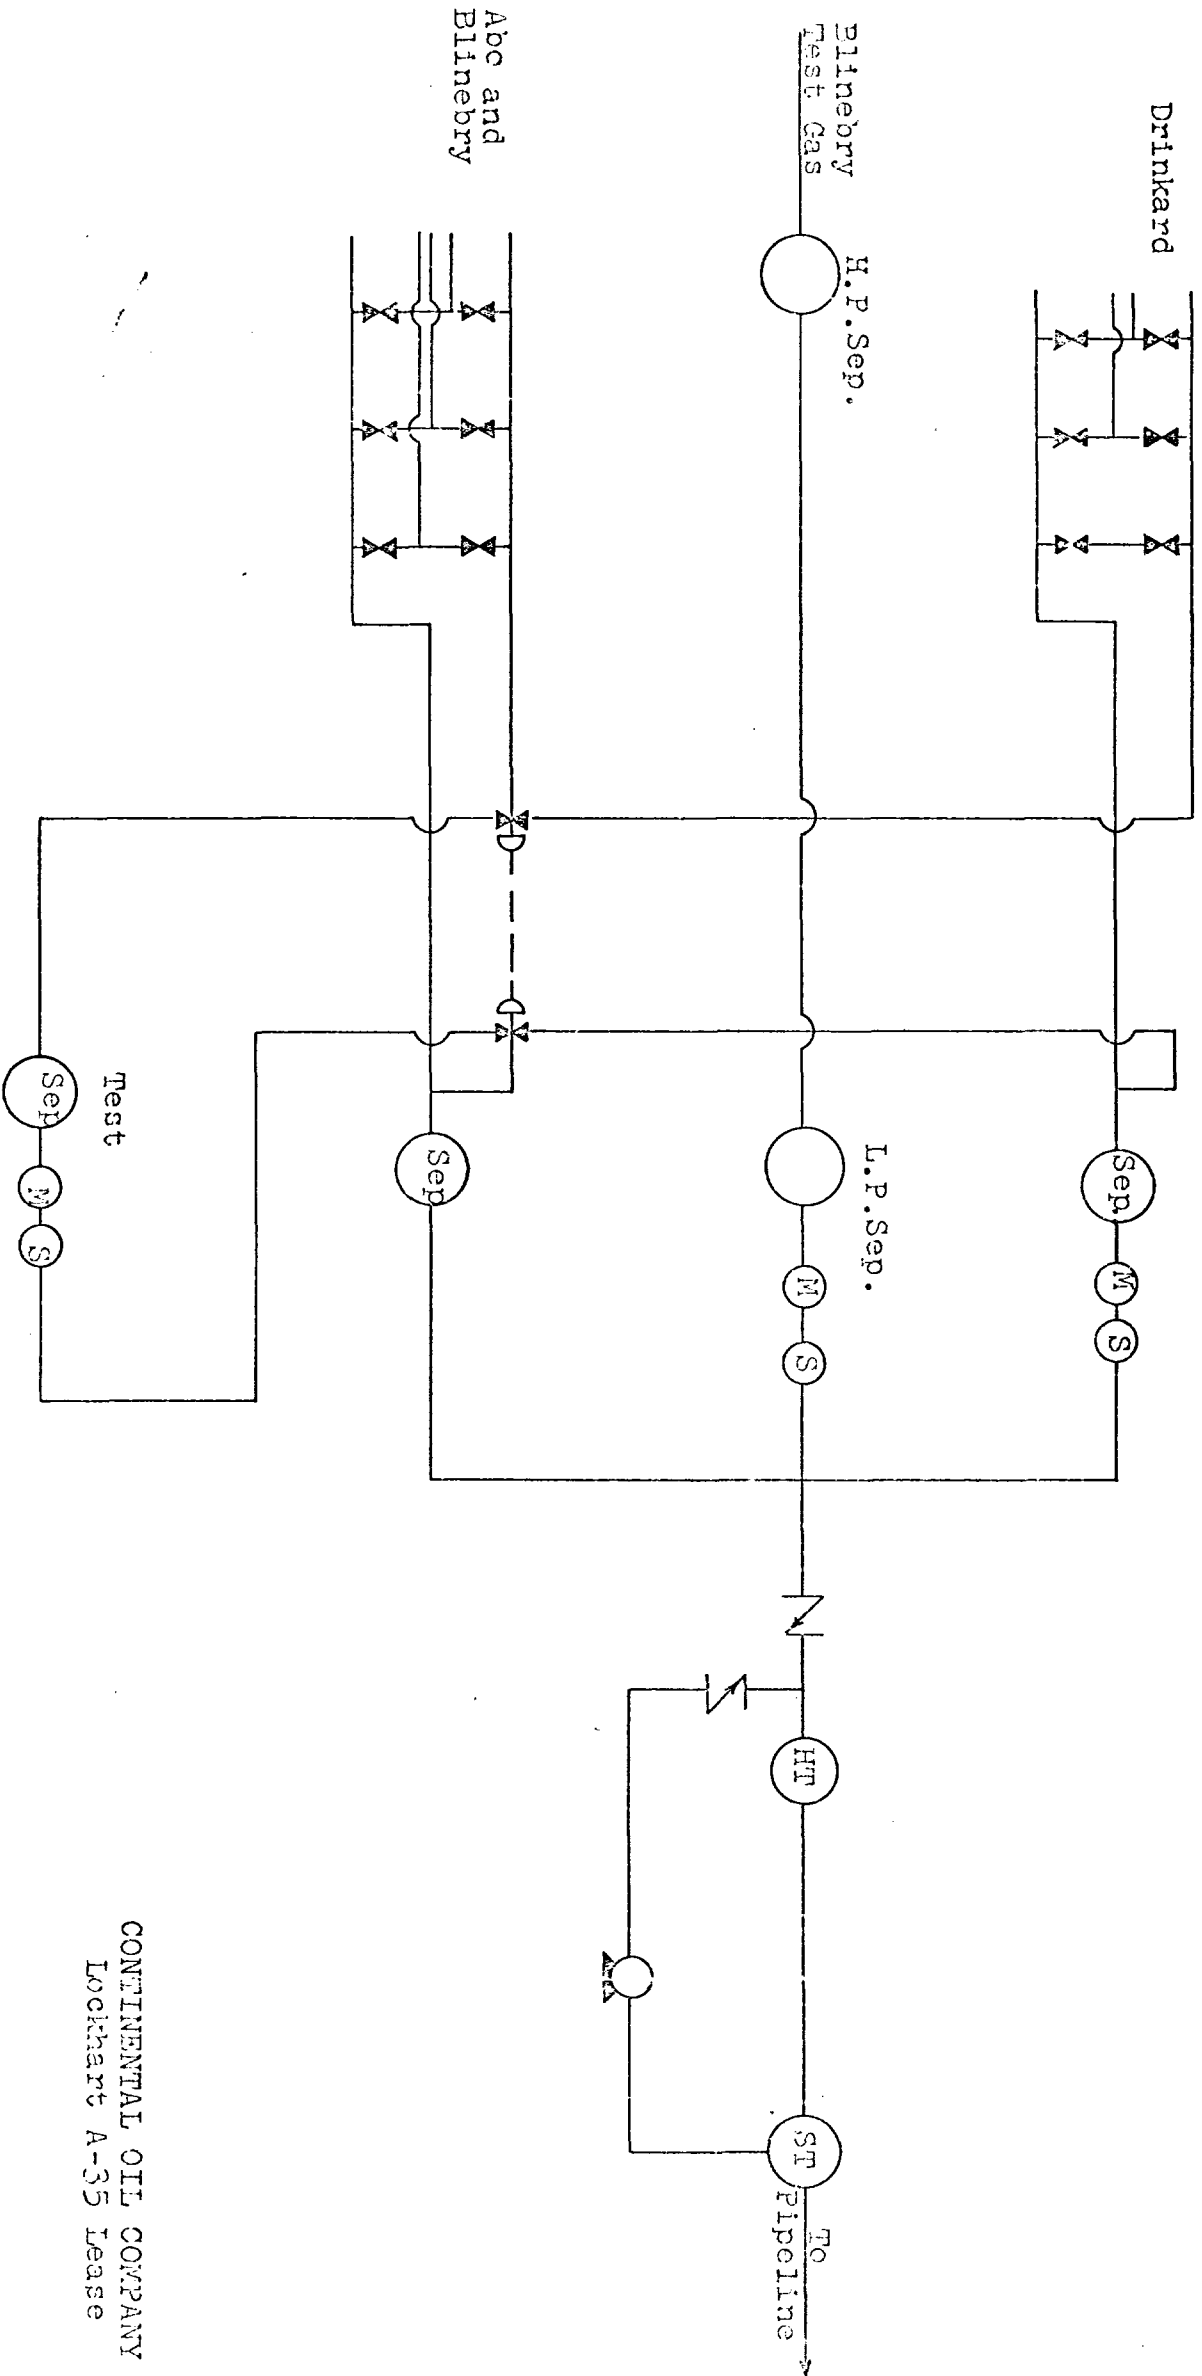 Drinkard
Sep.
M
S
Blinebry
Test Gas
H.P.Sep.
L.P.Sep.
M
S
HT
ST
To
Pipeline
Abo and
Blinebry
Sep
Test
Sep
M
S
CONTINENTAL OIL COMPANY
Lockhart A-35 Lease